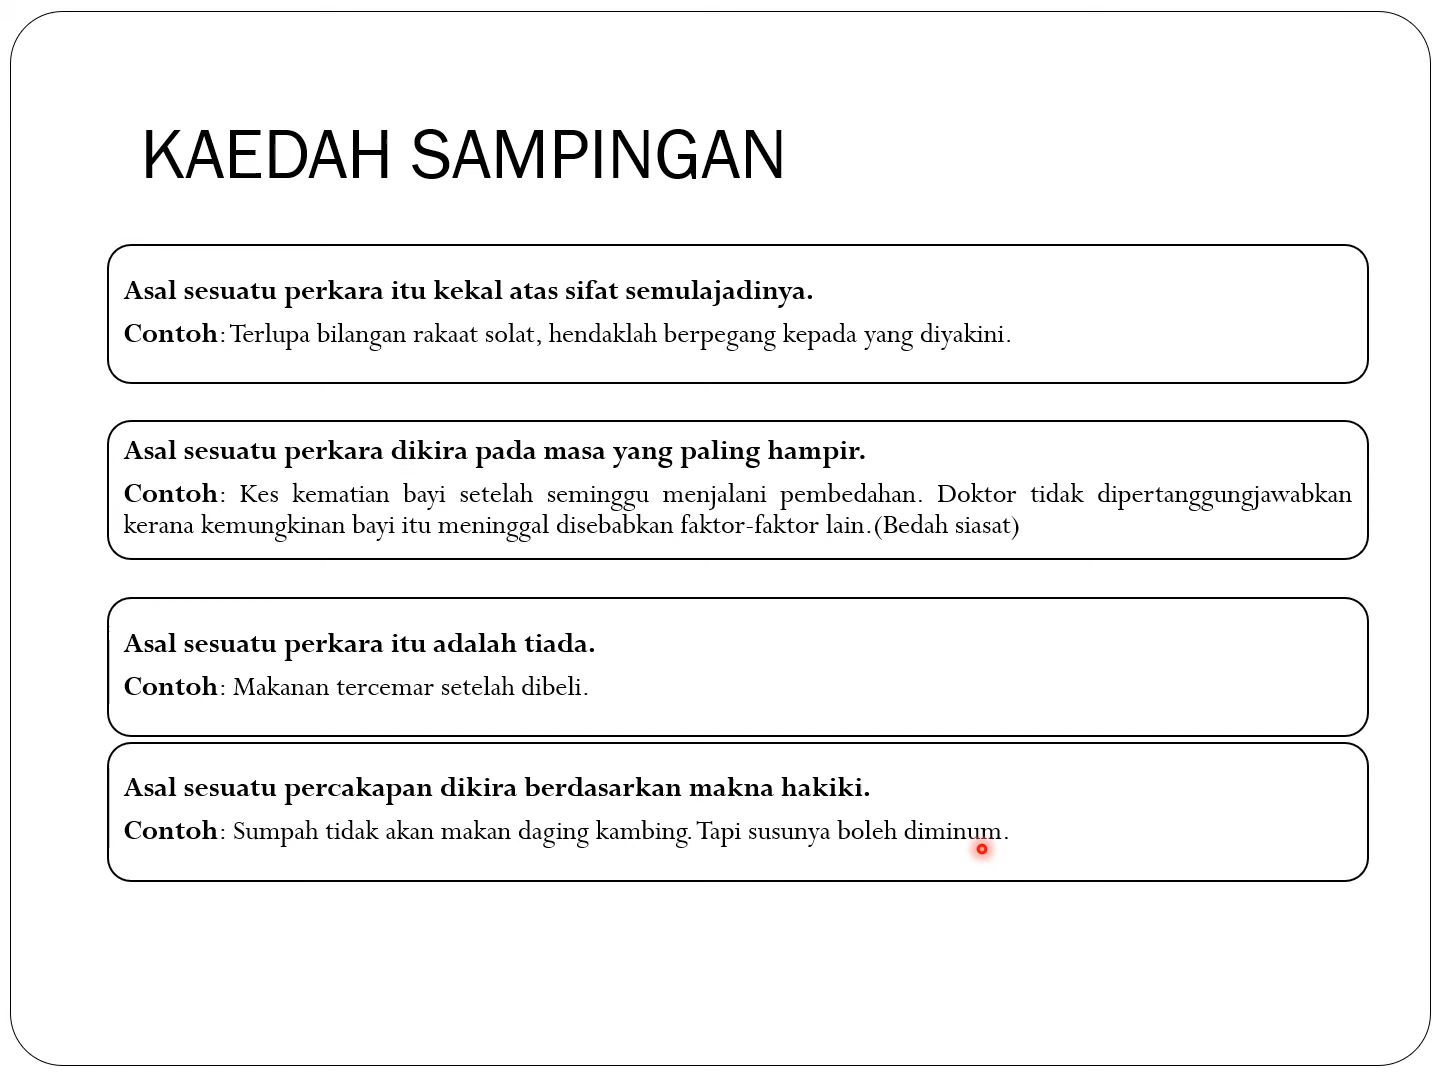 KAEDAH SAMPINGAN
Asal sesuatu perkara itu kekal atas sifat semulajadinya.
Contoh: Terlupa bilangan rakaat solat, hendaklah berpegang kepada yang diyakini.
Asal sesuatu perkara dikira pada masa yang paling hampir.
Contoh: Kes kematian bayi setelah seminggu menjalani pembedahan. Doktor tidak dipertanggungjawabkan
kerana kemungkinan bayi itu meninggal disebabkan faktor-faktor lain.(Bedah siasat)
Asal sesuatu perkara itu adalah tiada.
Contoh: Makanan tercemar setelah dibeli.
Asal sesuatu percakapan dikira berdasarkan makna hakiki.
Contoh: Sumpah tidak akan makan daging kambing. Tapi susunya boleh diminum.